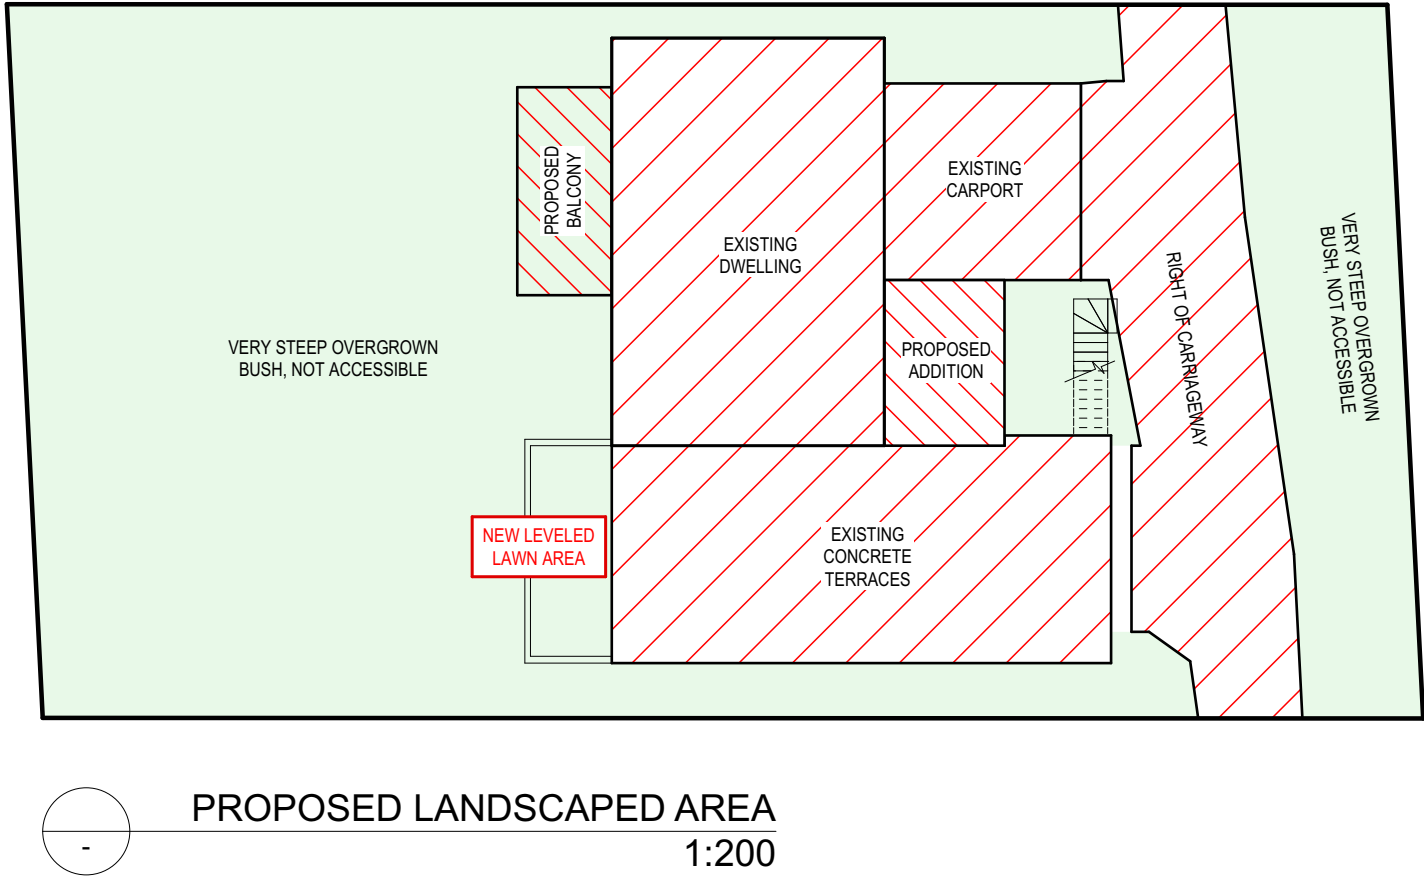 PROPOSED
BALCONY
EXISTING
DWELLING
EXISTING
CARPORT
PROPOSED
ADDITION
RIGHT OF CARRIAGEWAY
VERY STEEP OVERGROWN
BUSH, NOT ACCESSIBLE
VERY STEEP OVERGROWN
BUSH, NOT ACCESSIBLE
NEW LEVELED
LAWN AREA
EXISTING
CONCRETE
TERRACES
PROPOSED LANDSCAPED AREA
-
1:200